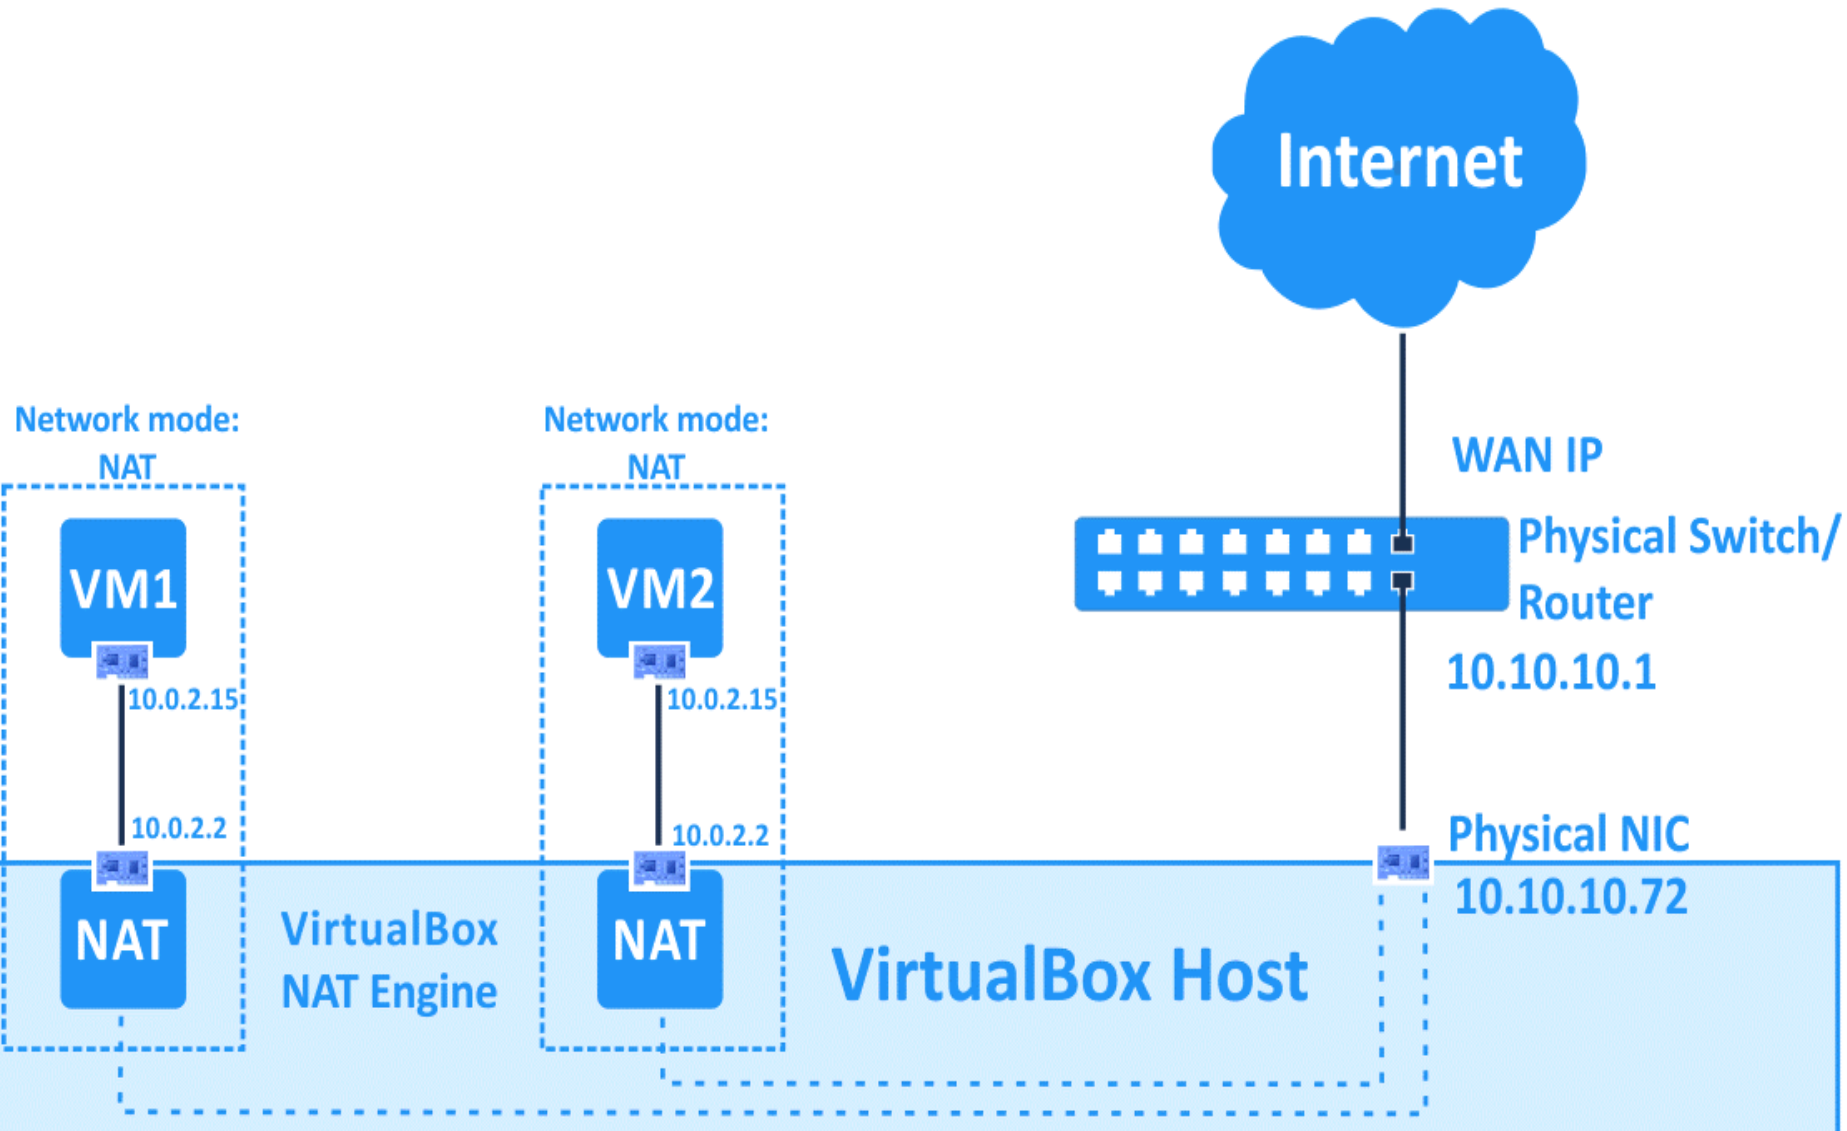 Internet
WAN IP
Physical Switch/
Router
10.10.10.1
Network mode:
NAT
VM1
10.0.2.15
10.0.2.2
NAT
Network mode:
NAT
VM2
10.0.2.15
10.0.2.2
NAT
VirtualBox
NAT Engine
VirtualBox Host
Physical NIC
10.10.10.72